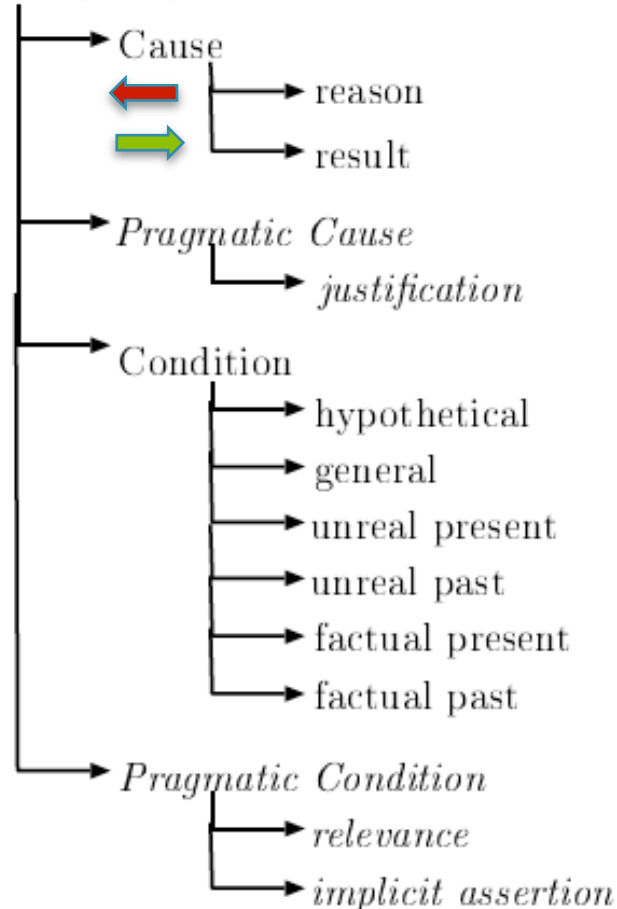 Cause
reason
result
Pragmatic Cause
justification
Condition
hypothetical
general
unreal present
unreal past
factual present
factual past
Pragmatic Condition
relevance
implicit assertion